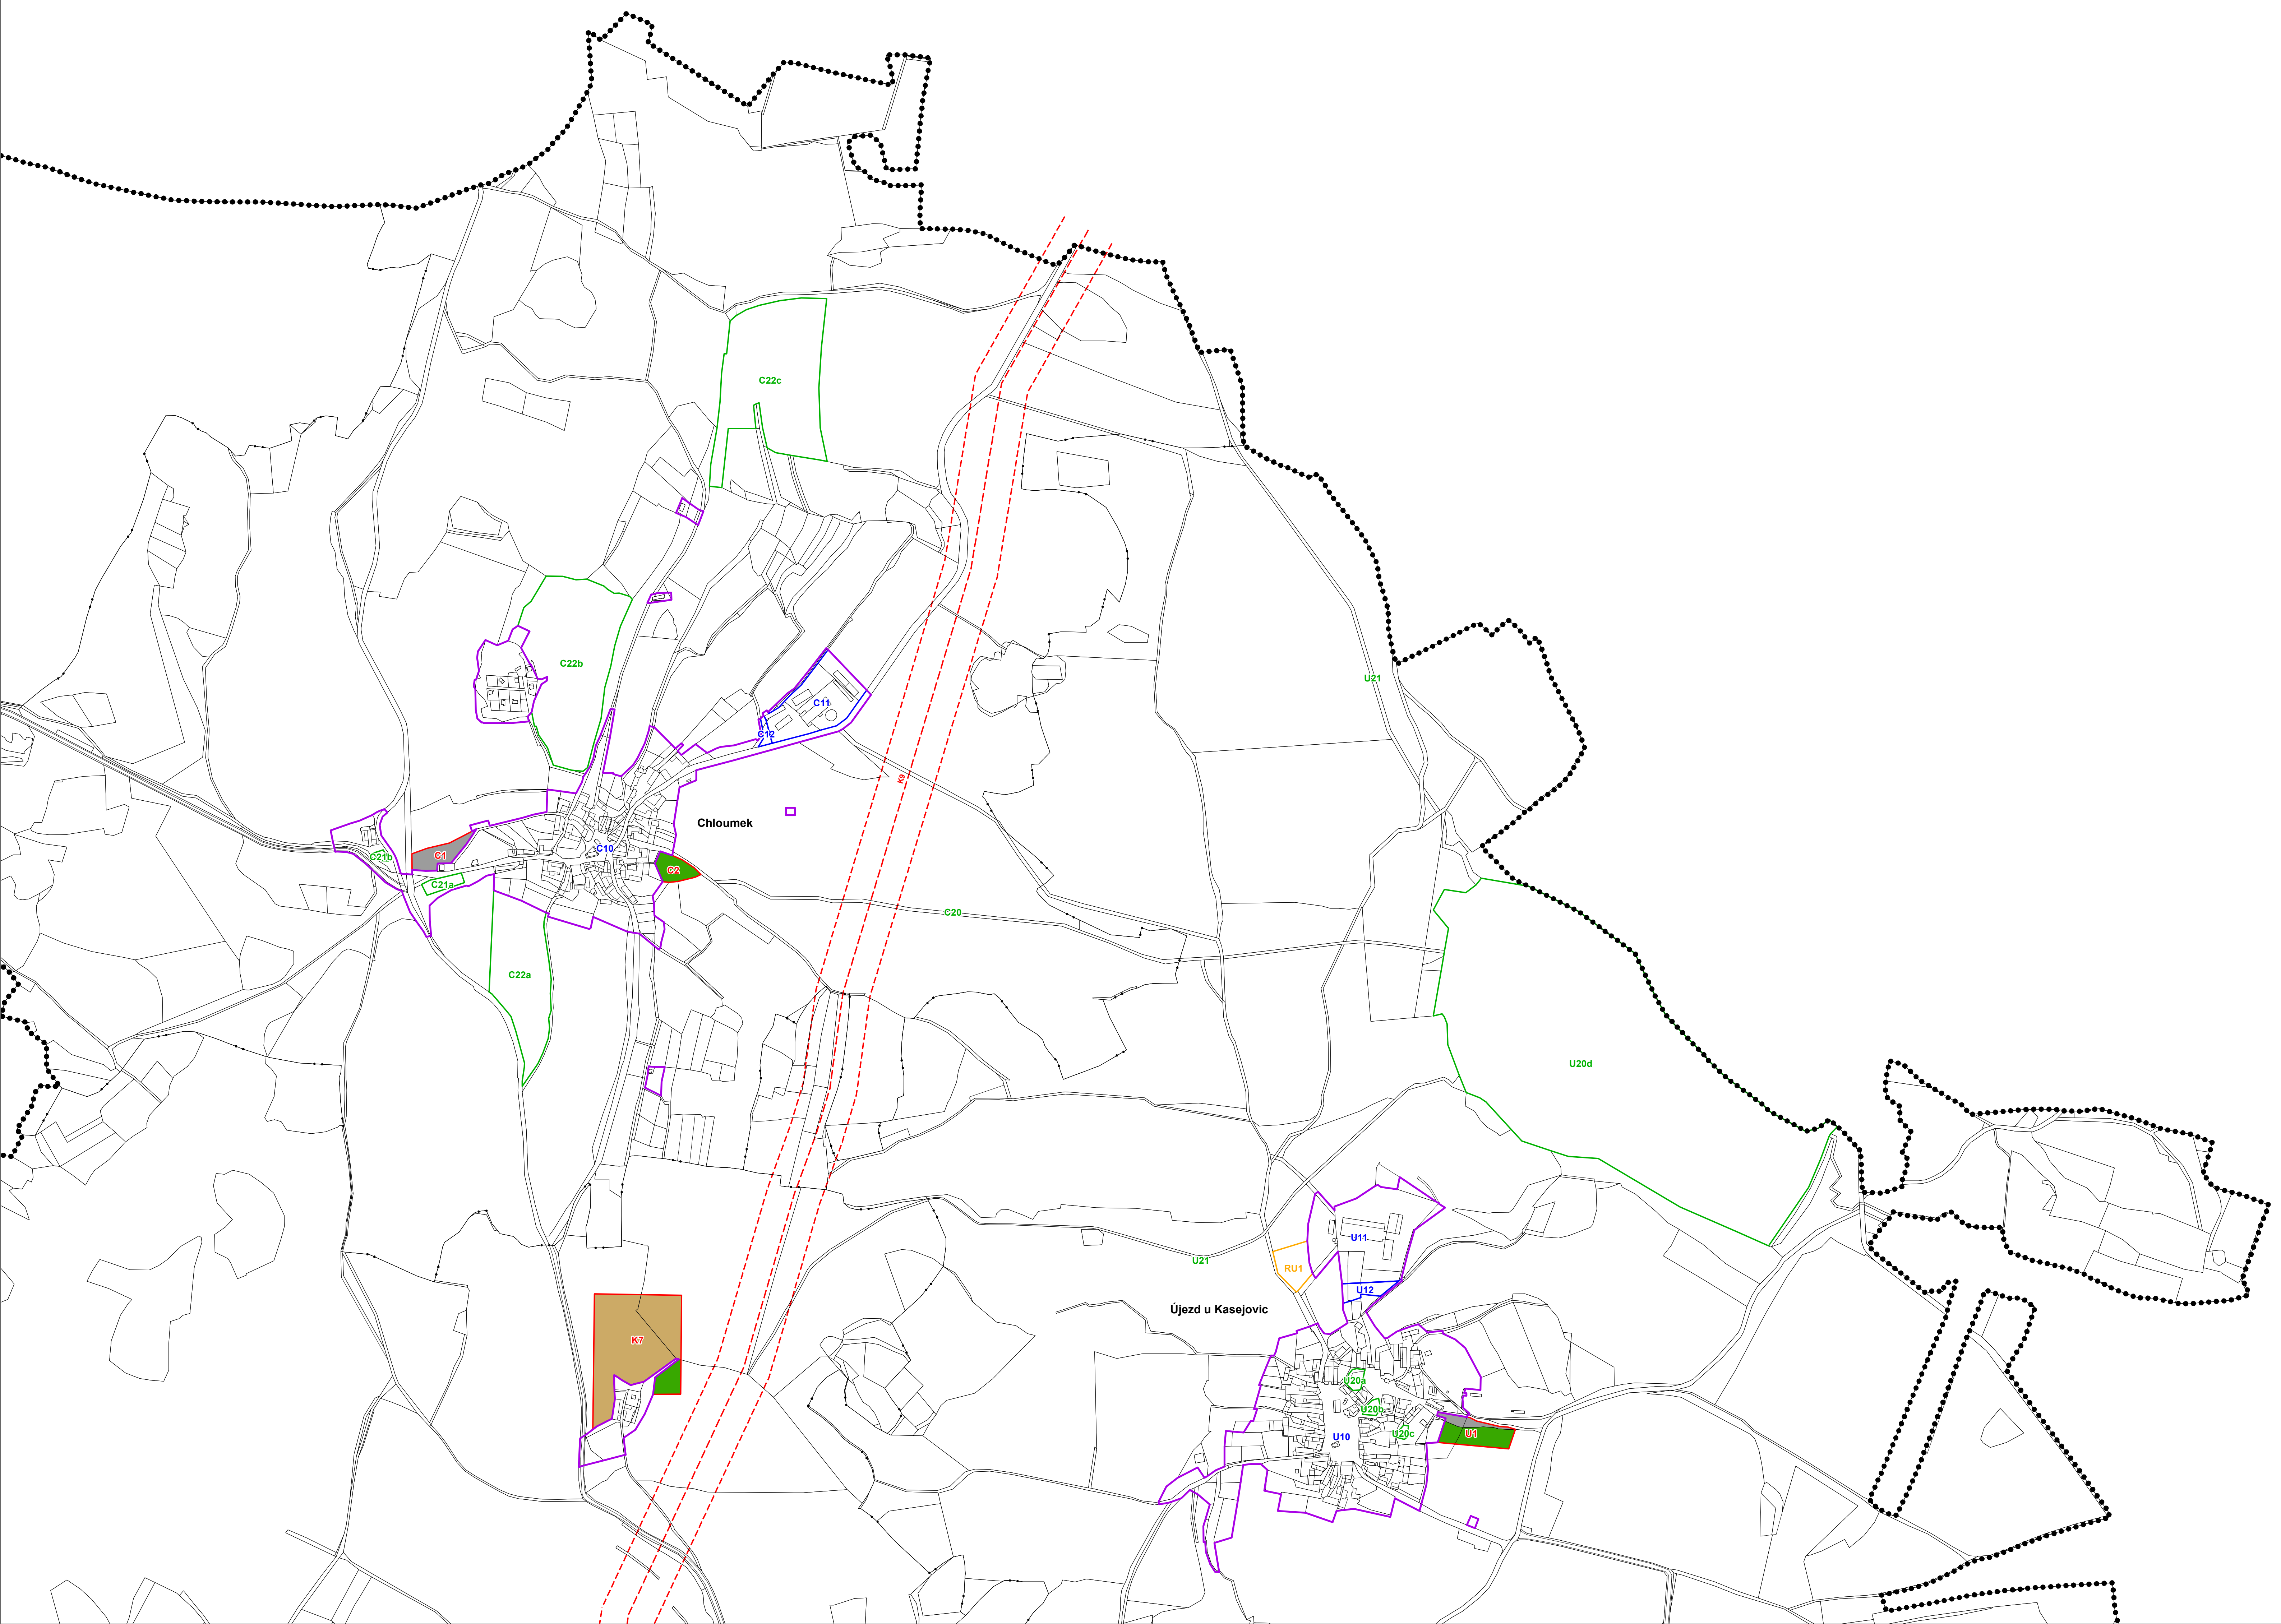 C22c
C22b
U21
C11
C12
K9
Chloumek
C10
C1
C21b
C2
C21a
C20
C22a
U20d
U11
U21
RU1
U12
Újezd u Kasejovic
K7
U20a
U20b
U20c
U1
U10